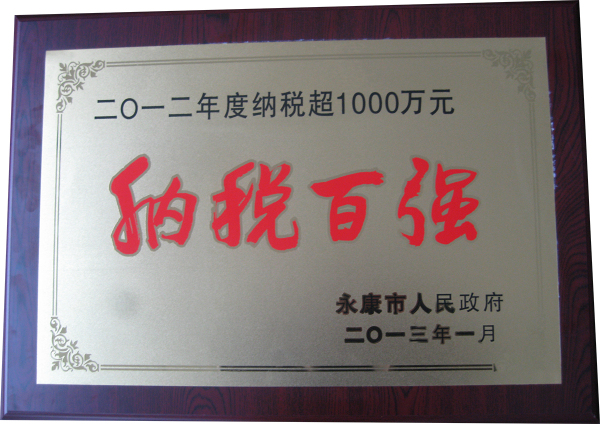 二〇一二年度纳税超1000万元
纳税百强
永康市人民政府
二〇一三年一月